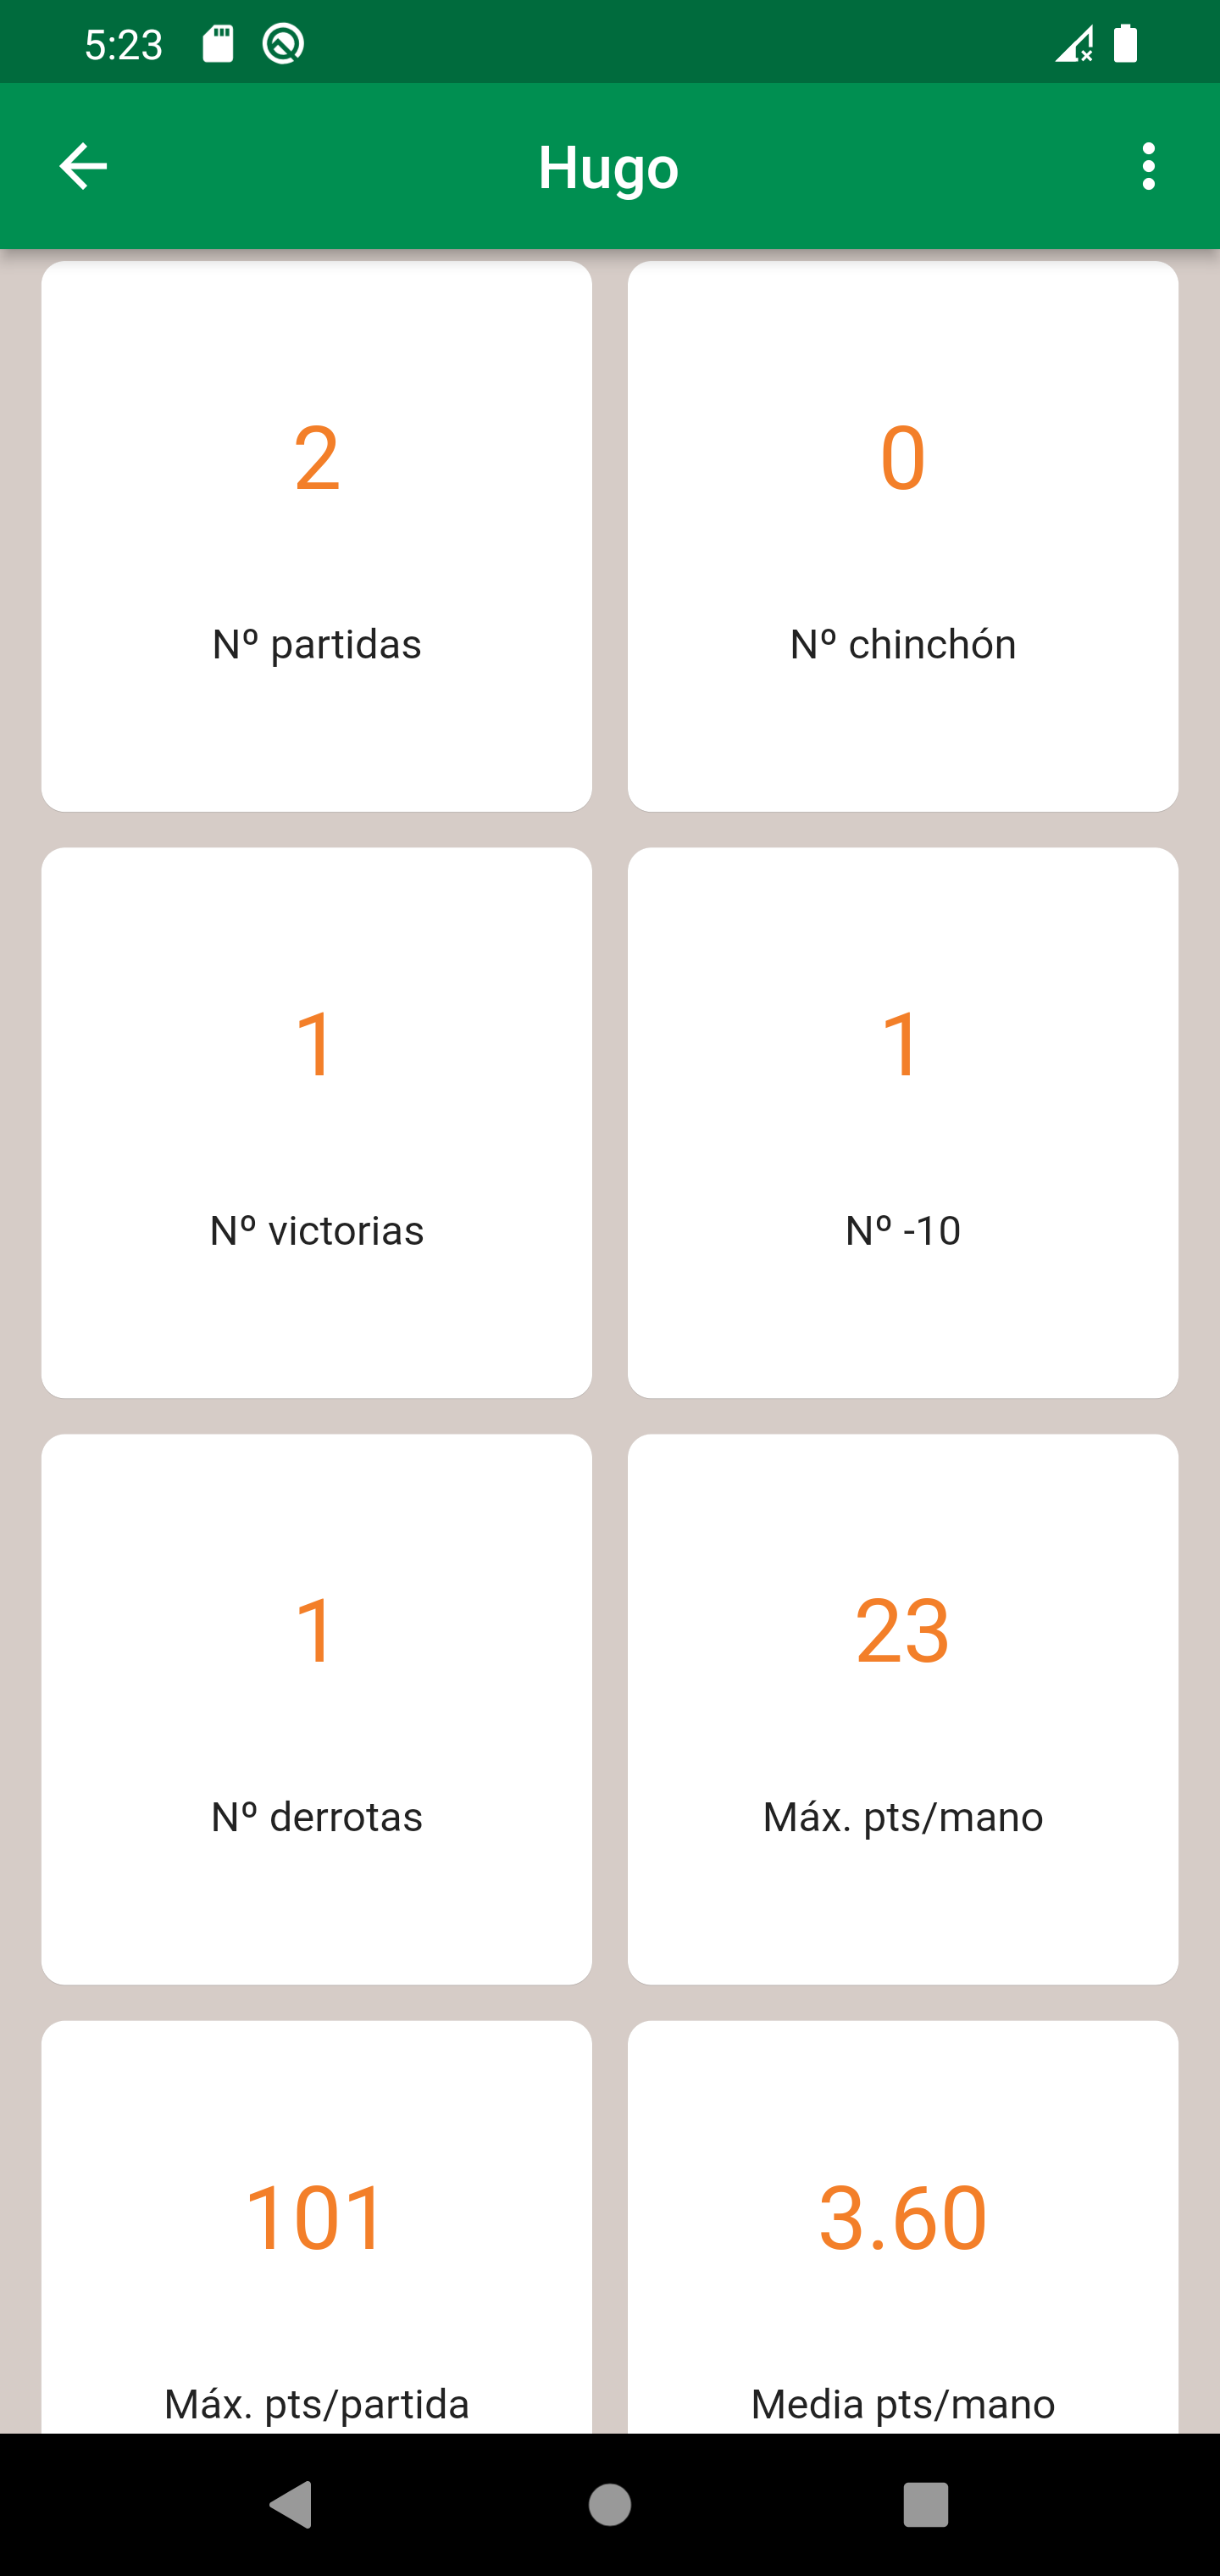 5:23
Hugo
2
0
Nº partidas
Nº chinchón
1
1
Nº victorias
Nº -10
1
23
Nº derrotas
Máx. pts/mano
101
3.60
Máx. pts/partida
Media pts/mano